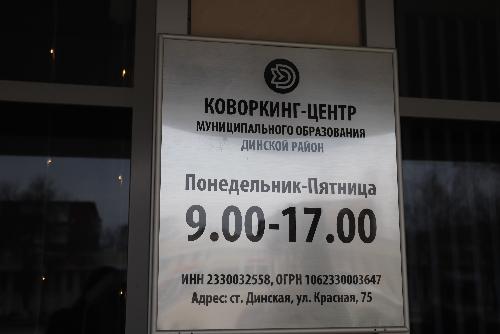 КОВОРКИНГ-ЦЕНТР
МУНИЦИПАЛЬНОГО ОБРАЗОВАНИЯ
ДИНСКОЙ РАЙОН
Понедельник-Пятница
9.00-17.00
ИНН 2330032558, ОГРН 1062330003647
Адрес: ст. Динская, ул. Красная, 75